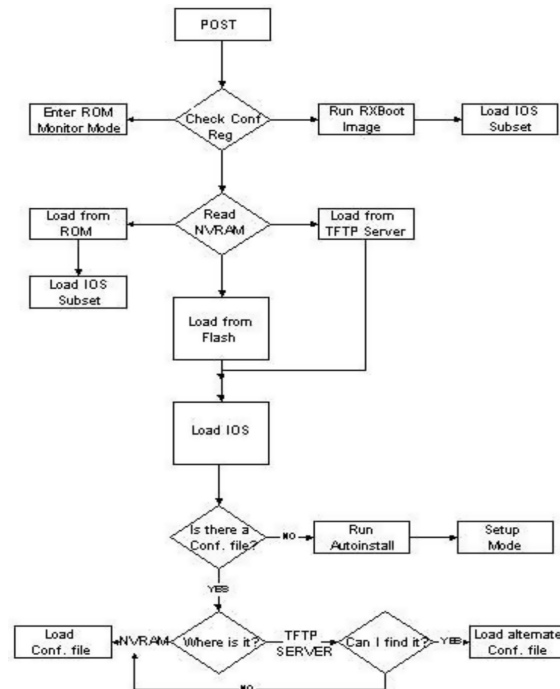 POST
Enter ROM
Monitor Mode
Check Conf
Reg
Run RXBoot
Image
Load IOS
Subset
Load from
ROM
Read
NVRAM
Load from
TFTP Server
Load IOS
Subset
Load from
Flash
Load IOS
Is there a
Conf. file?
NO
Run
Autoinstall
Setup
Mode
YES
Load
Conf. file
NVRAM
Where is it?
TFTP
SERVER
Can I find it?
YES
Load alternate
Conf. file
NO